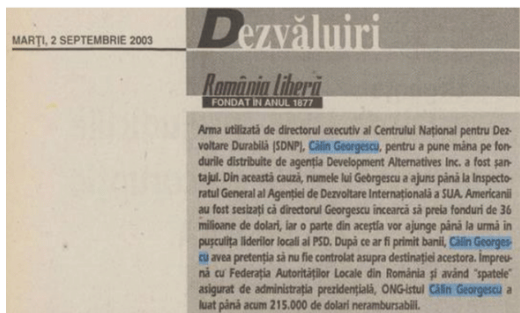 MARȚI, 2 SEPTEMBRIE 2003
Dezvăluiri
România liberă
FONDAT ÎN ANUL 1877
Arma utilizată de directorul executiv al Centrului Național pentru Dez-
voltare Durabilă (SDNP), Călin Georgescu, pentru a pune mâna pe fon-
durile distribuite de agenția Development Alternatives Inc. a fost șan-
tajul. Din această cauză, numele lui Georgescu a ajuns până la Inspecto-
ratul General al Agenției de Dezvoltare Internațională a SUA. Americanii
au fost sesizați că directorul Georgescu încearcă să preia fonduri de 36
milioane de dolari, iar o parte din aceștia vor ajunge până la urmă în
pușculița liderilor locali ai PSD. După ce ar fi primit banii, Călin Georges-
cu avea pretenția să nu fie controlat asupra destinației acestora. Împreu-
nă cu Federația Autorităților Locale din România și având "spatele"
asigurat de administrația prezidențială, ONG-istul Călin Georgescu a
luat până acum 215.000 de dolari nerambursabili.